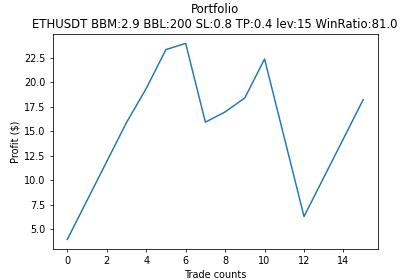 Portfolio
ETHUSDT BBM:2.9 BBL:200 SL:0.8 TP:0.4 lev:15 WinRatio:81.0
22.5
20.0
17.5
15.0
12.5
10.0
7.5
5.0
Profit ($)
0 2 4 6 8 10 12 14
Trade counts